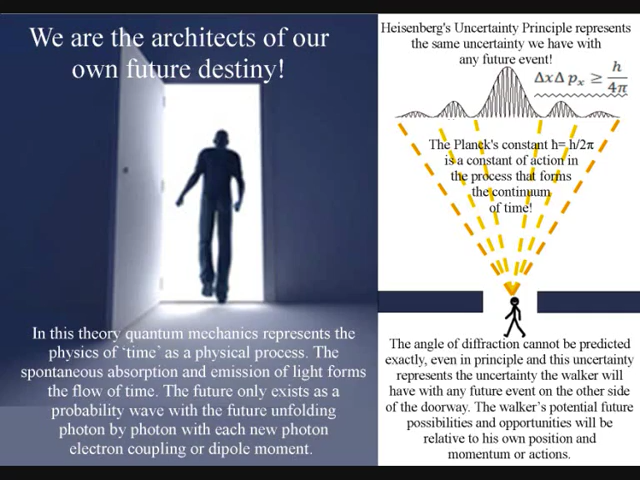 We are the architects of our
own future destiny!
In this theory quantum mechanics represents the
physics of ‘time’ as a physical process. The
spontaneous absorption and emission of light forms
the flow of time. The future only exists as a
probability wave with the future unfolding
photon by photon with each new photon
electron coupling or dipole moment.
Heisenberg's Uncertainty Principle represents
the same uncertainty we have with
any future event!
ΔxΔpₓ ≥ h/4π
The Planck's constant h= h/2π
is a constant of action in
the process that forms
the continuum
of time!
The angle of diffraction cannot be predicted
exactly, even in principle and this uncertainty
represents the uncertainty the walker will
have with any future event on the other side
of the doorway. The walker’s potential future
possibilities and opportunities will be
relative to his own position and
momentum or actions.